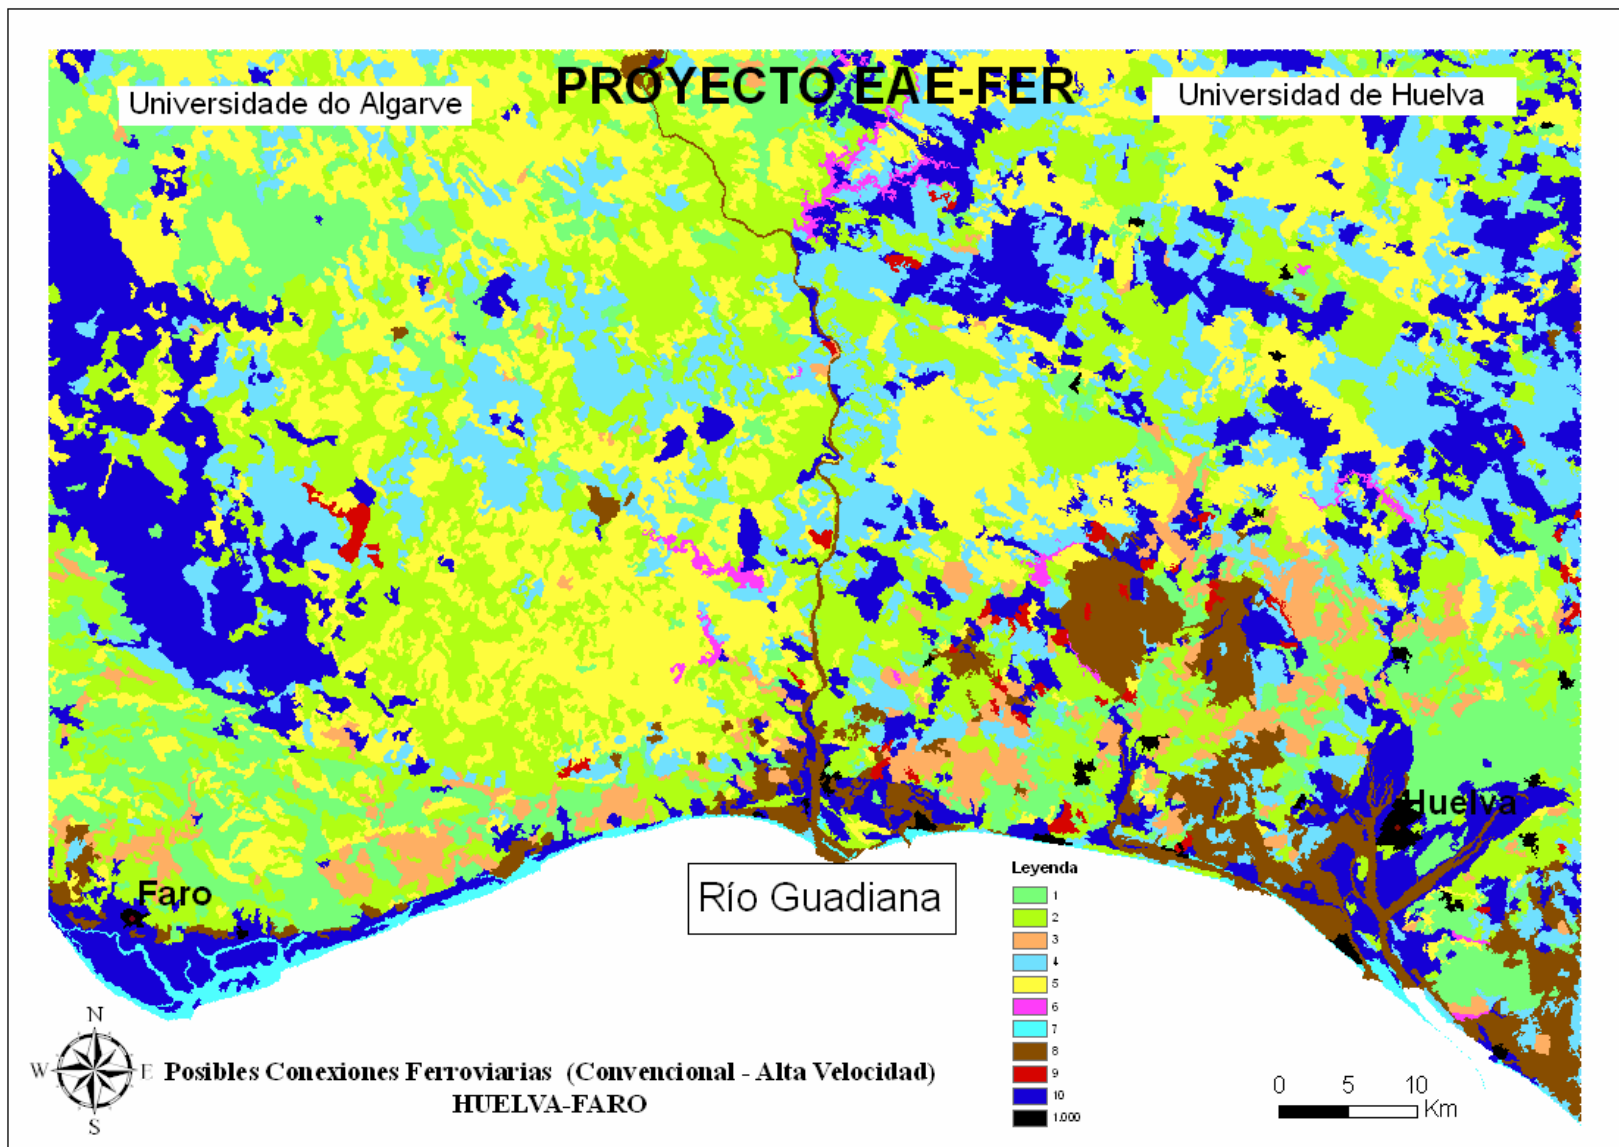 PROYECTO EAE-FER
Universidade do Algarve
Universidad de Huelva
Huelva
Faro
Río Guadiana
Leyenda
1
2
3
4
5
6
7
8
9
10
1.000
N
W
E
S
Posibles Conexiones Ferroviarias (Convencional - Alta Velocidad)
HUELVA-FARO
0 5 10
Km